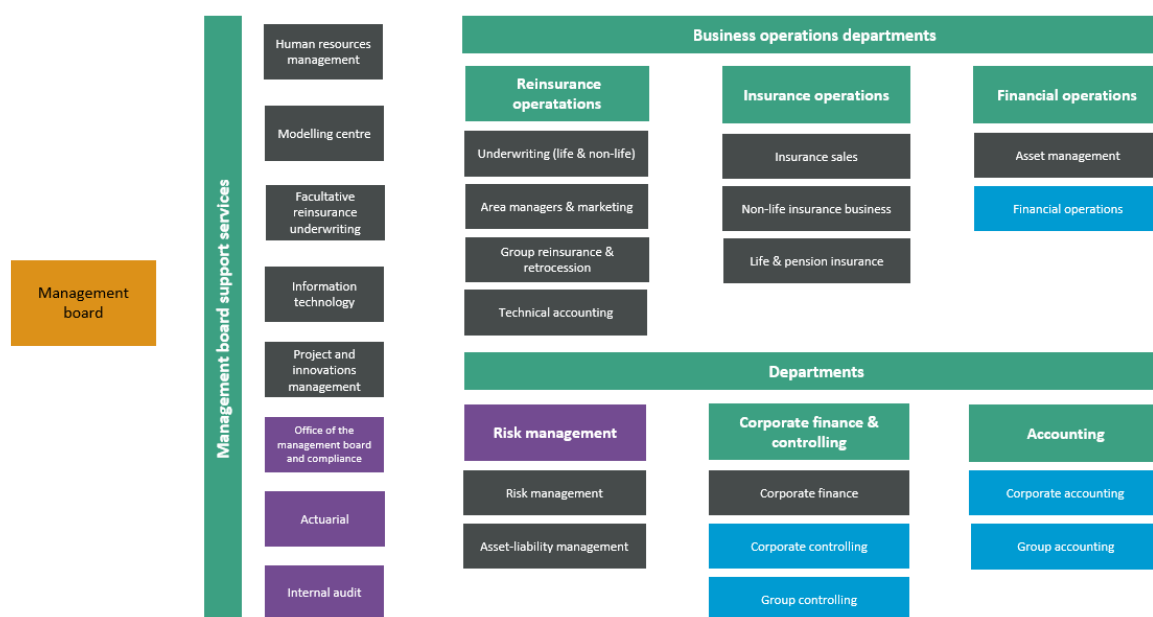 Management
board
Management board support services
Human resources
management
Modelling centre
Facultative
reinsurance
underwriting
Information
technology
Project and
innovations
management
Office of the
management board
and compliance
Actuarial
Internal audit
Business operations departments
Reinsurance
operatations
Underwriting (life & non-life)
Area managers & marketing
Group reinsurance &
retrocession
Technical accounting
Insurance operations
Insurance sales
Non-life insurance business
Life & pension insurance
Financial operations
Asset management
Financial operations
Departments
Risk management
Risk management
Asset-liability management
Corporate finance &
controlling
Corporate finance
Corporate controlling
Group controlling
Accounting
Corporate accounting
Group accounting